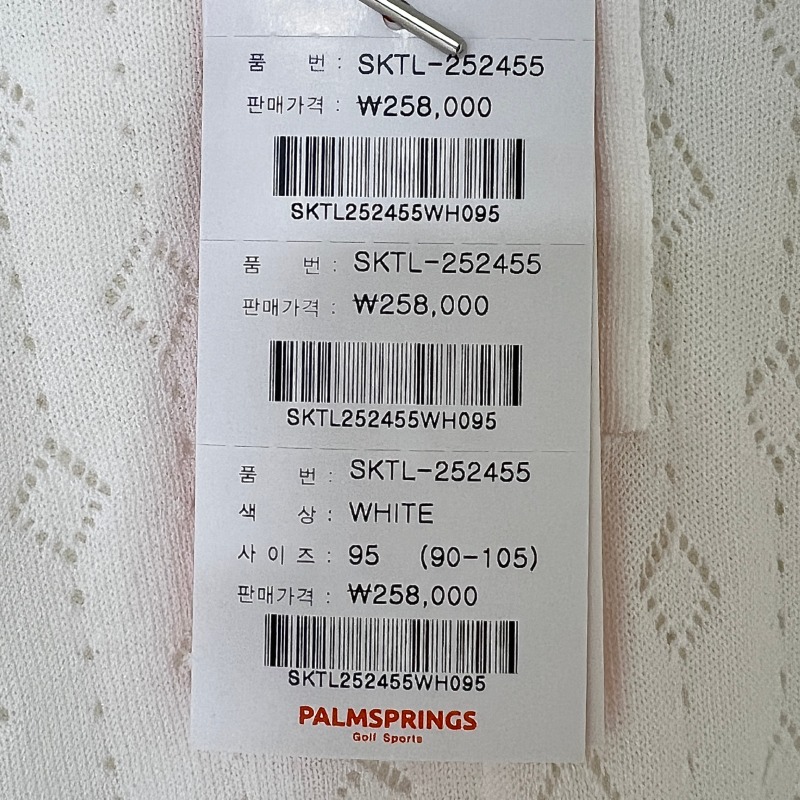 품 번 : SKTL-252455
판매가격 : ₩258,000
SKTL252455WH095
품 번 : SKTL-252455
판매가격 : ₩258,000
SKTL252455WH095
품 번 : SKTL-252455
색 상 : WHITE
사 이 즈 : 95 (90-105)
판매가격 : ₩258,000
SKTL252455WH095
PALMSPRINGS
Golf Sports